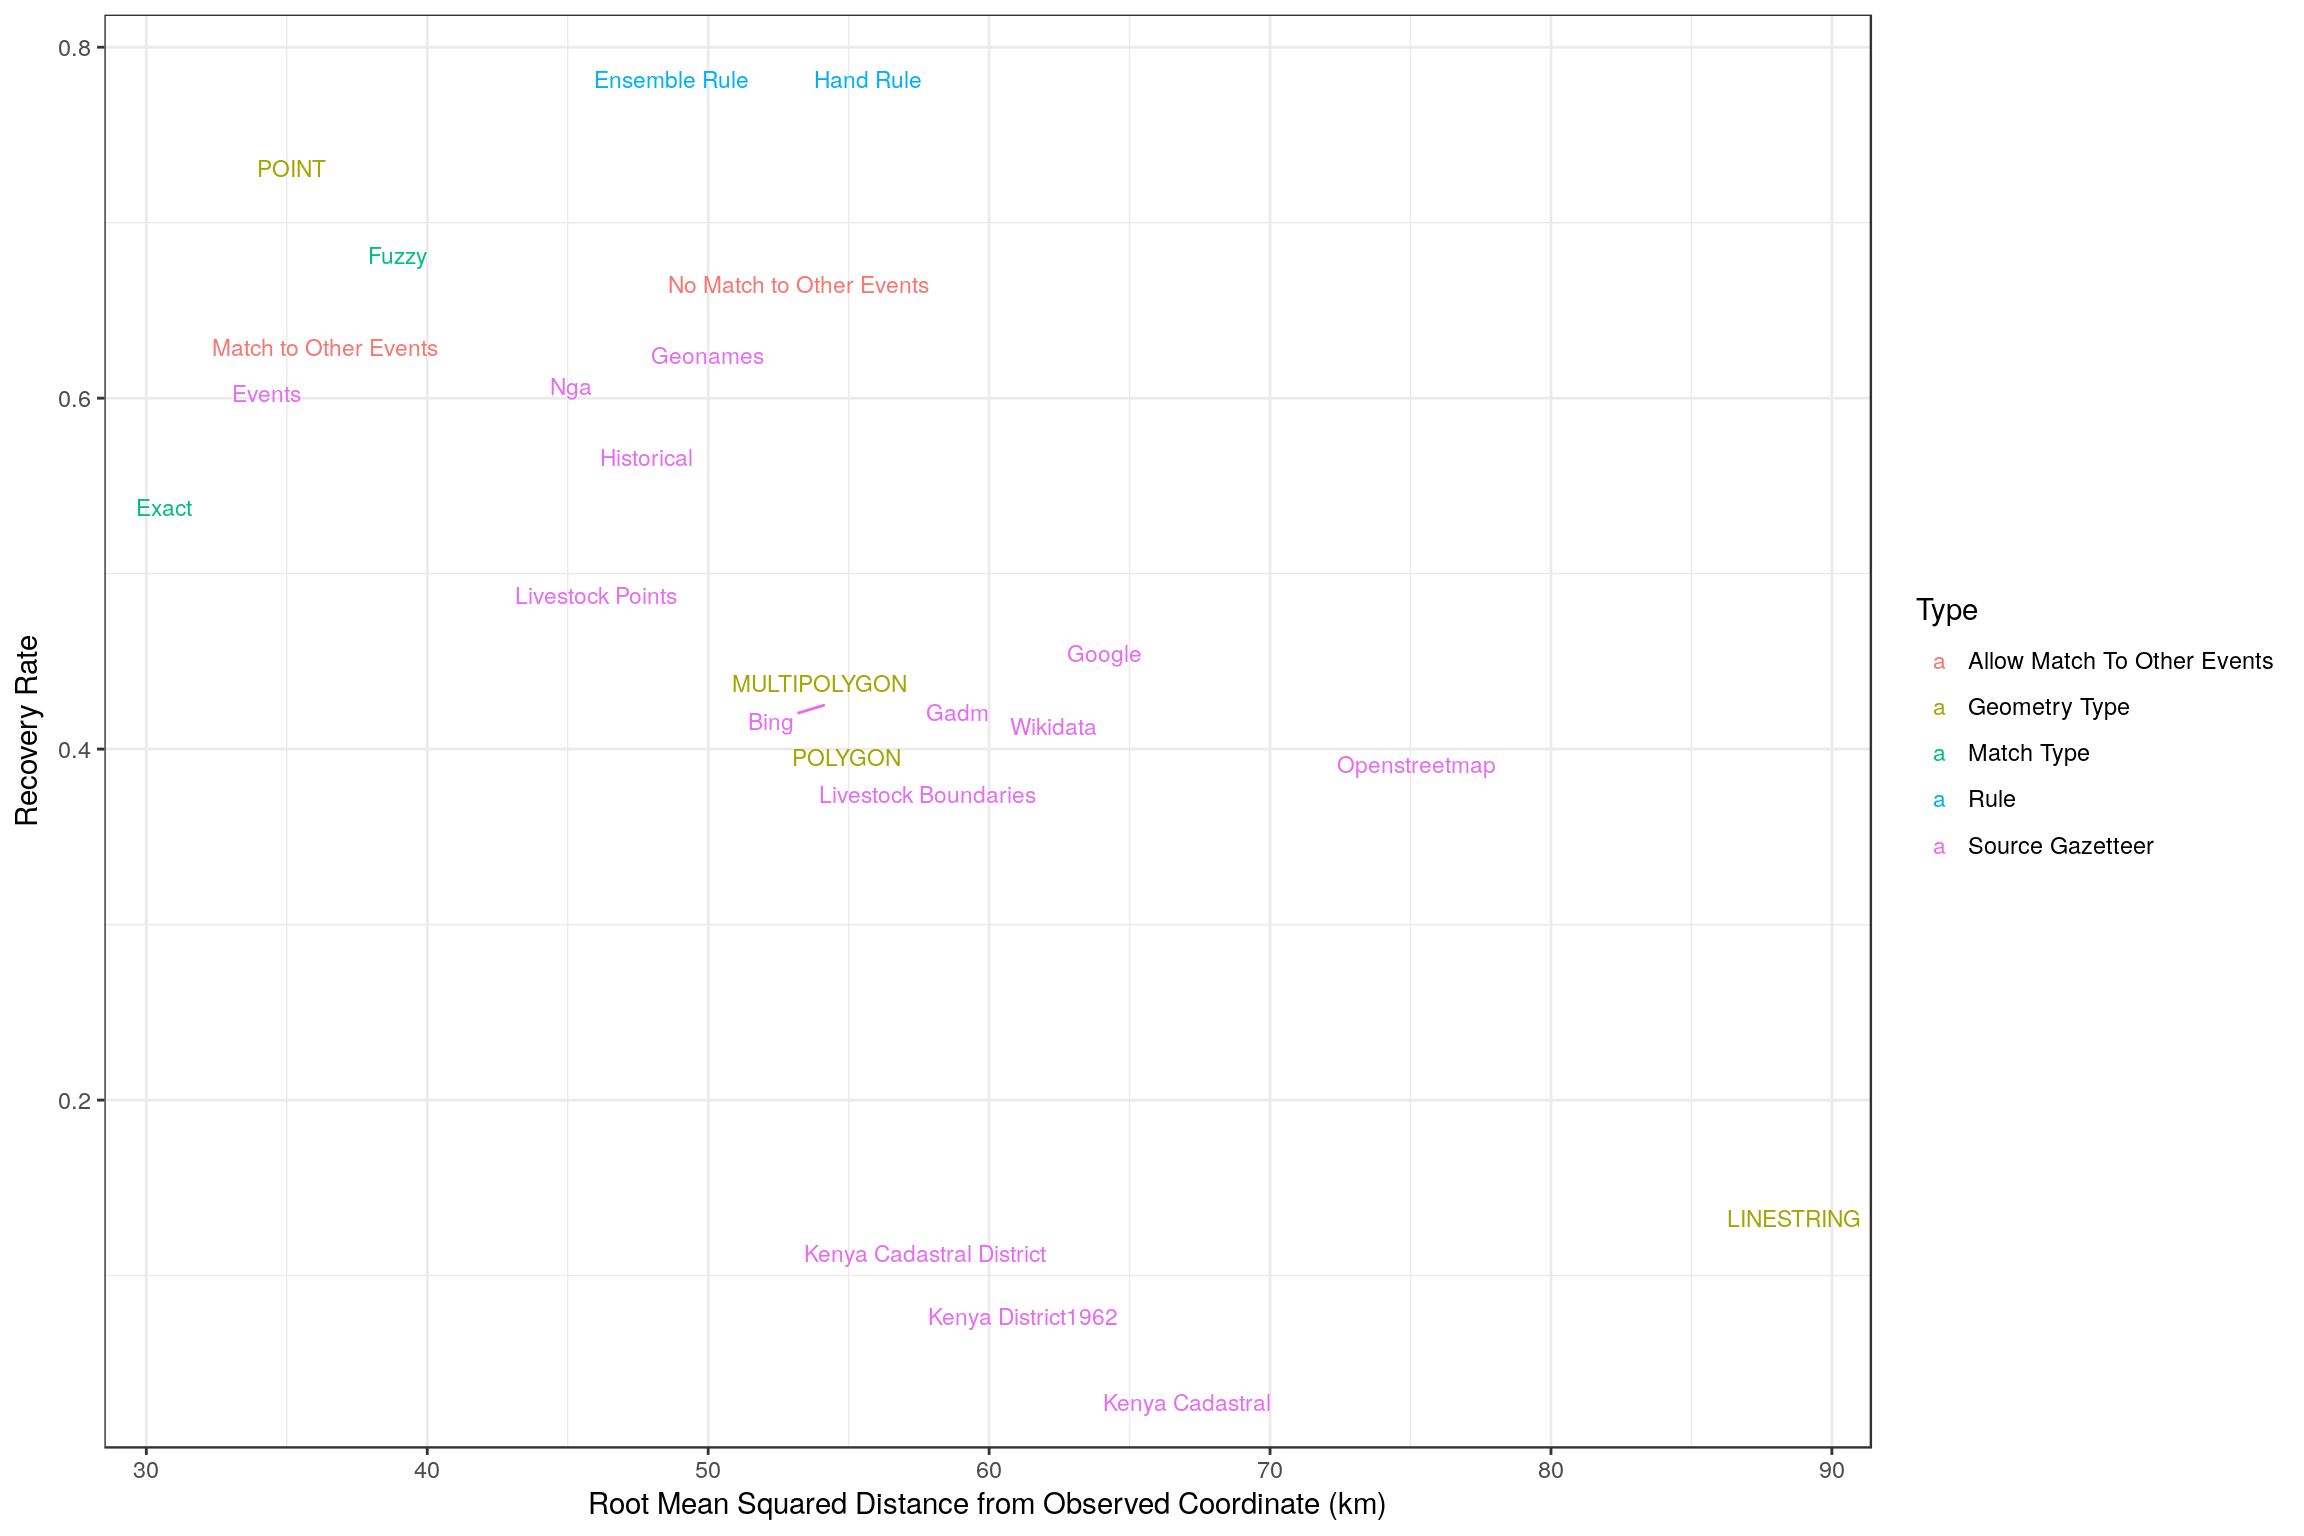 0.8
0.6
0.4
0.2
Recovery Rate
Ensemble Rule
Hand Rule
POINT
Fuzzy
No Match to Other Events
Match to Other Events
Geonames
Events
Nga
Historical
Exact
Livestock Points
Google
MULTIPOLYGON
Bing
Gadm
Wikidata
POLYGON
Openstreetmap
Livestock Boundaries
LINESTRING
Kenya Cadastral District
Kenya District1962
Kenya Cadastral
30 40 50 60 70 80 90
Root Mean Squared Distance from Observed Coordinate (km)
Type
a Allow Match To Other Events
a Geometry Type
a Match Type
a Rule
a Source Gazetteer